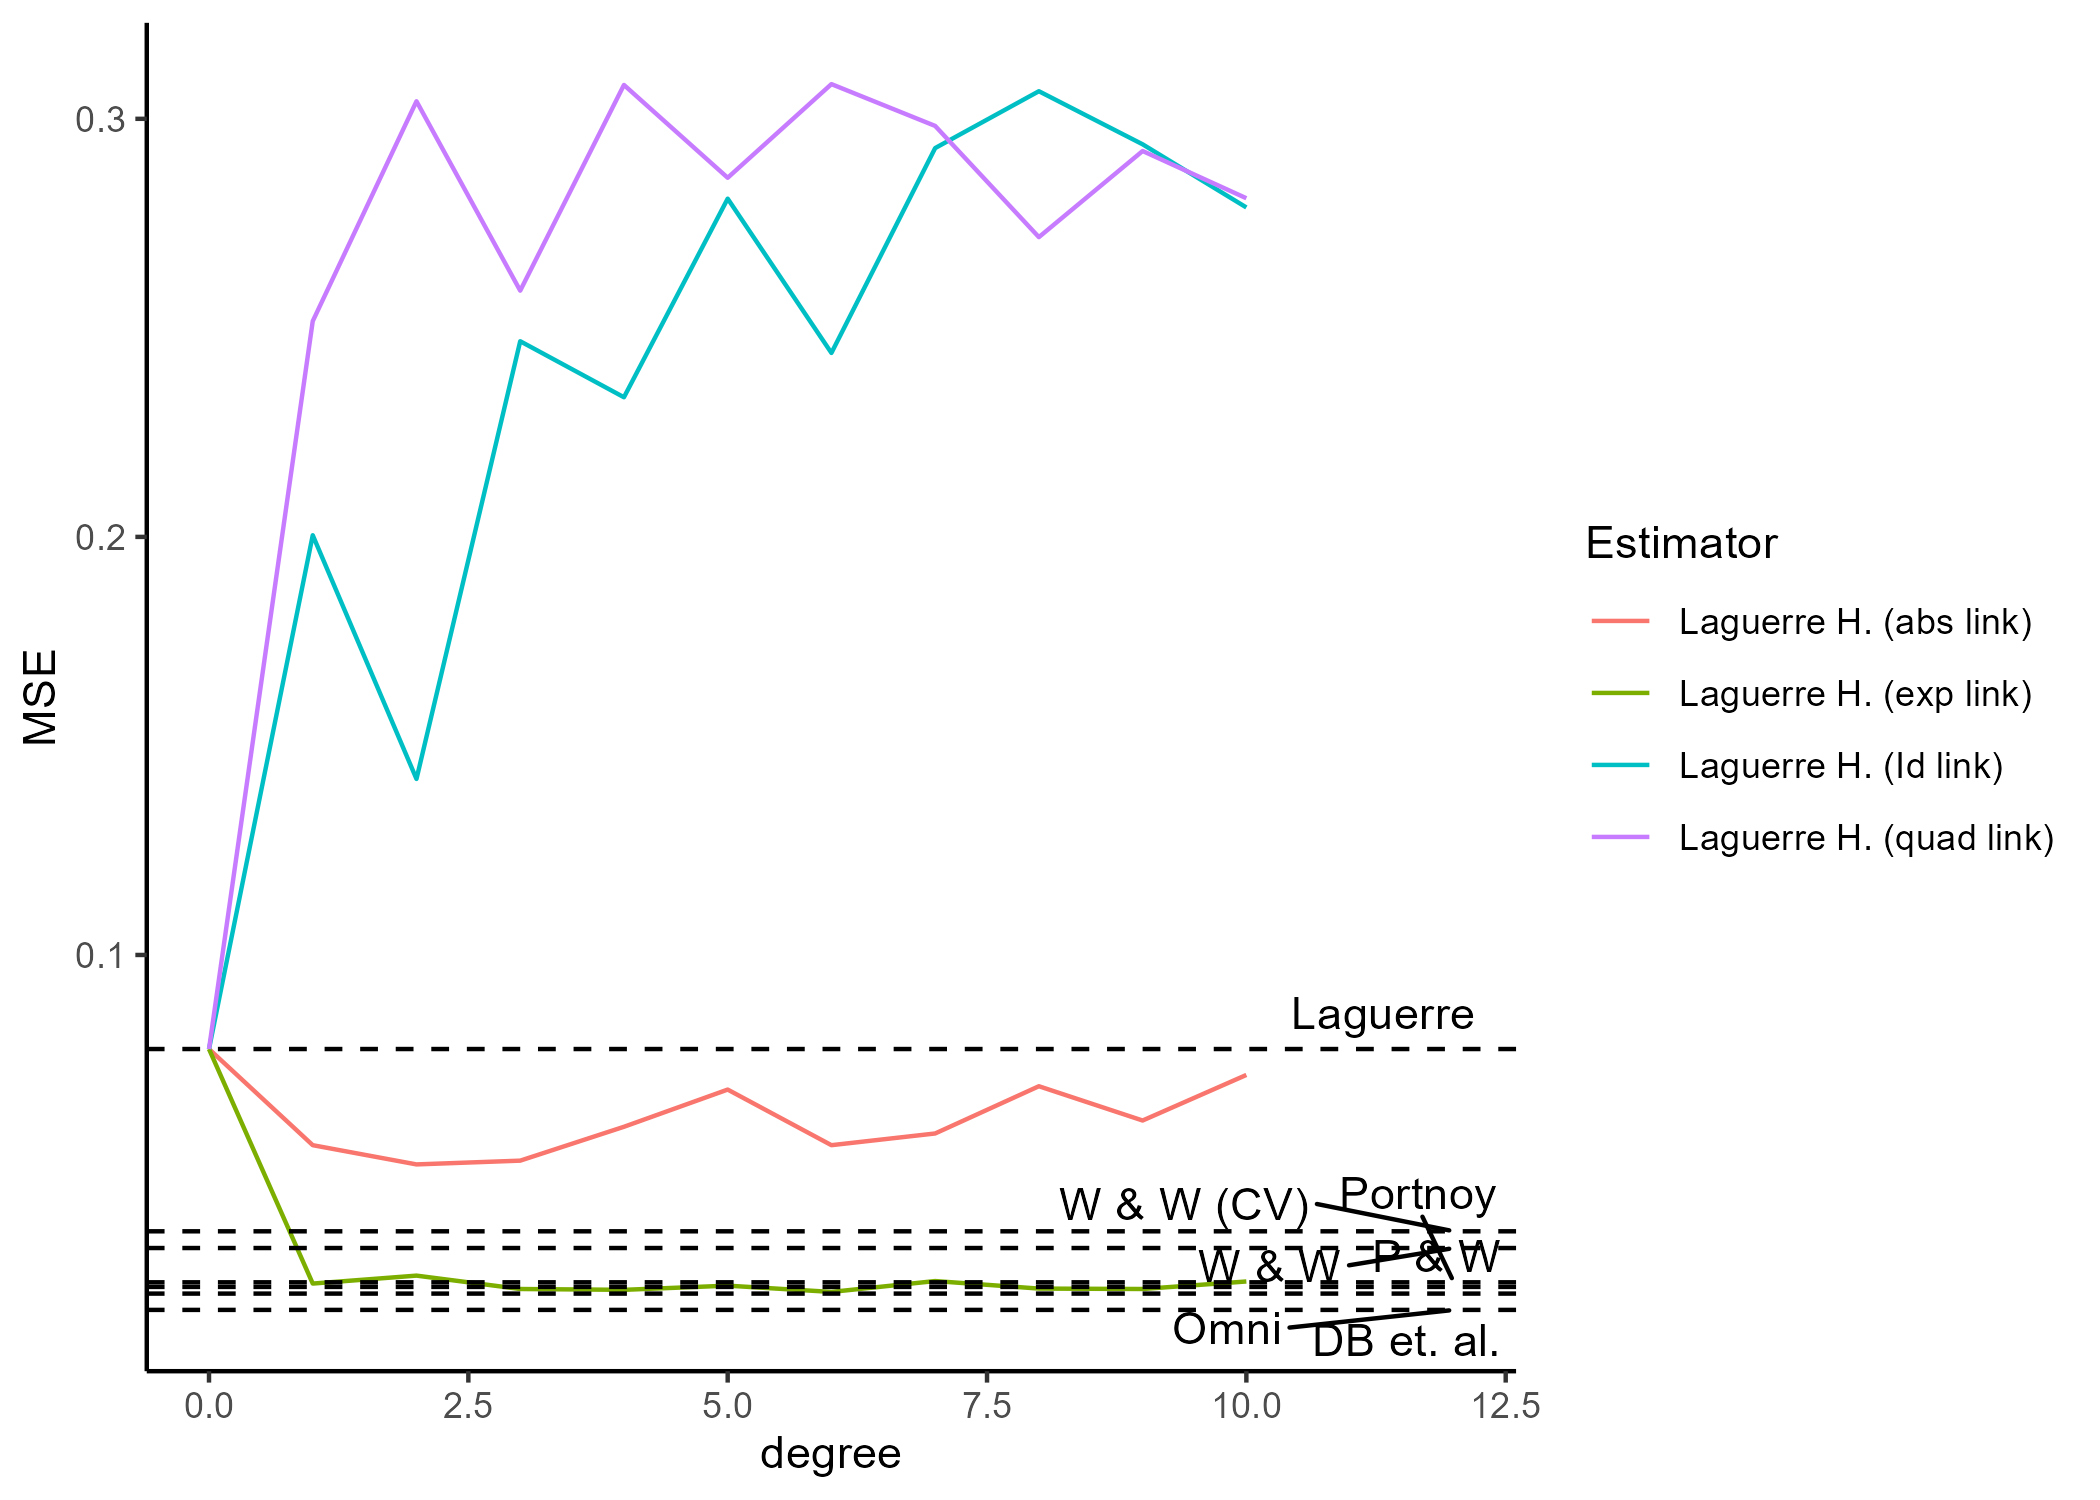 0.3
0.2
0.1
MSE
0.0
2.5
5.0
7.5
10.0
12.5
degree
Laguerre
W & W (CV)
Portnoy
W & W
P & W
Omni
DB et. al.
Estimator
Laguerre H. (abs link)
Laguerre H. (exp link)
Laguerre H. (Id link)
Laguerre H. (quad link)